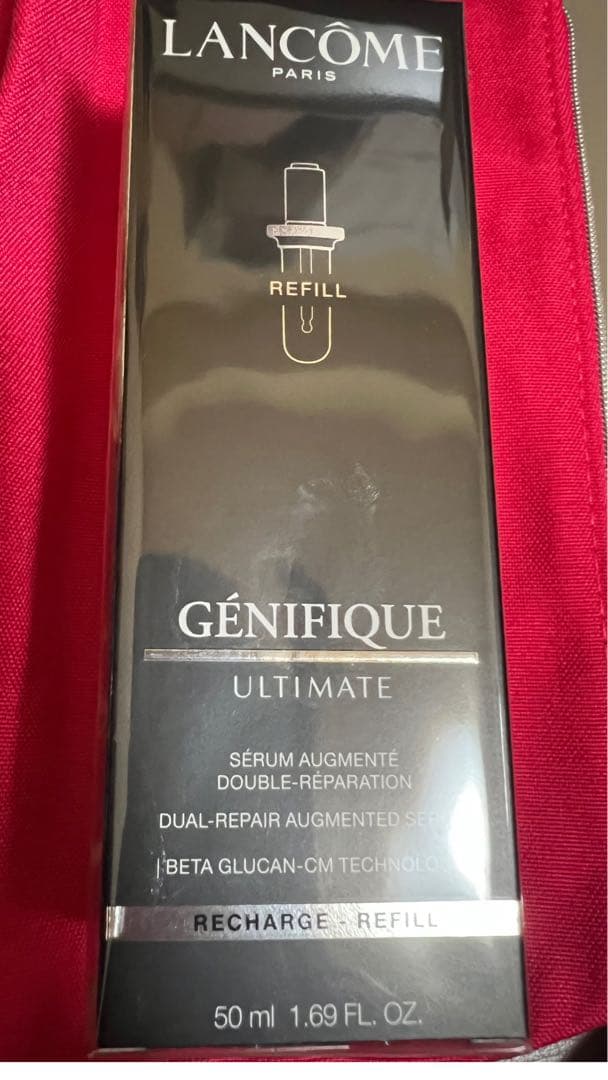 LANCÔME
PARIS
REFILL
GÉNIFIQUE
ULTIMATE
SÉRUM AUGMENTÉ
DOUBLE-RÉPARATION
DUAL-REPAIR AUGMENTED
BETA GLUCAN-CM
RECHARGE - REFILL
50 ml 1.69 FL. OZ.